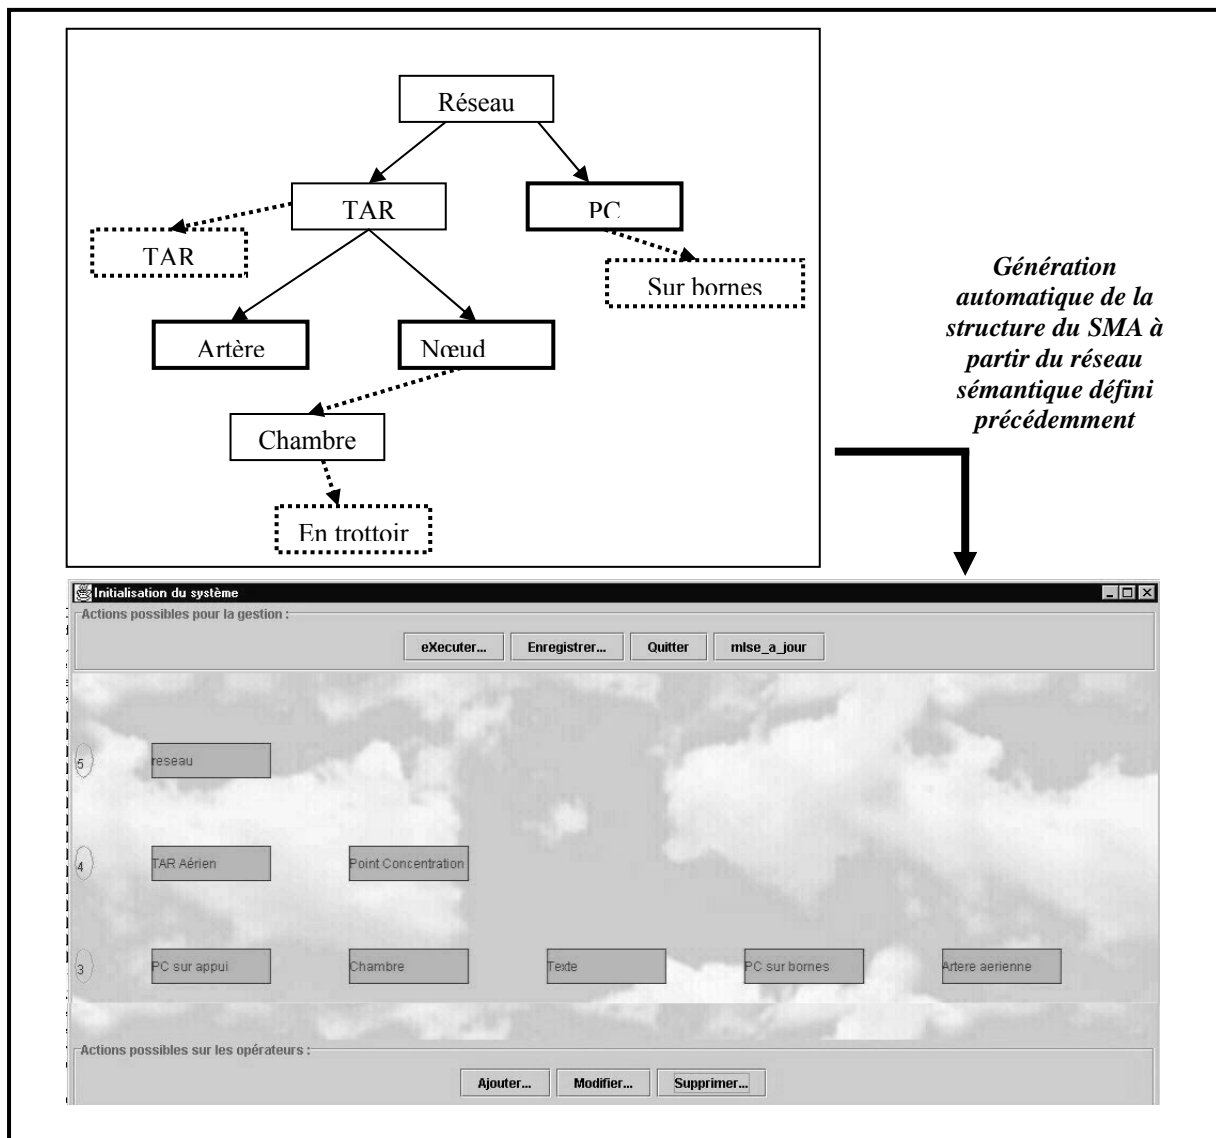 Réseau
TAR
PC
TAR
Sur bornes
Artère
Nœud
Chambre
En trottoir
Génération
automatique de la
structure du SMA à
partir du réseau
sémantique défini
précédemment
Initialisation du système
Actions possibles pour la gestion :
eXecuter...
Enregistrer...
Quitter
mIse_a_jour
5
reseau
4
TAR Aérien
Point Concentration
3
PC sur appui
Chambre
Texte
PC sur bornes
Artere aerienne
Actions possibles sur les opérateurs :
Ajouter...
Modifier...
Supprimer...